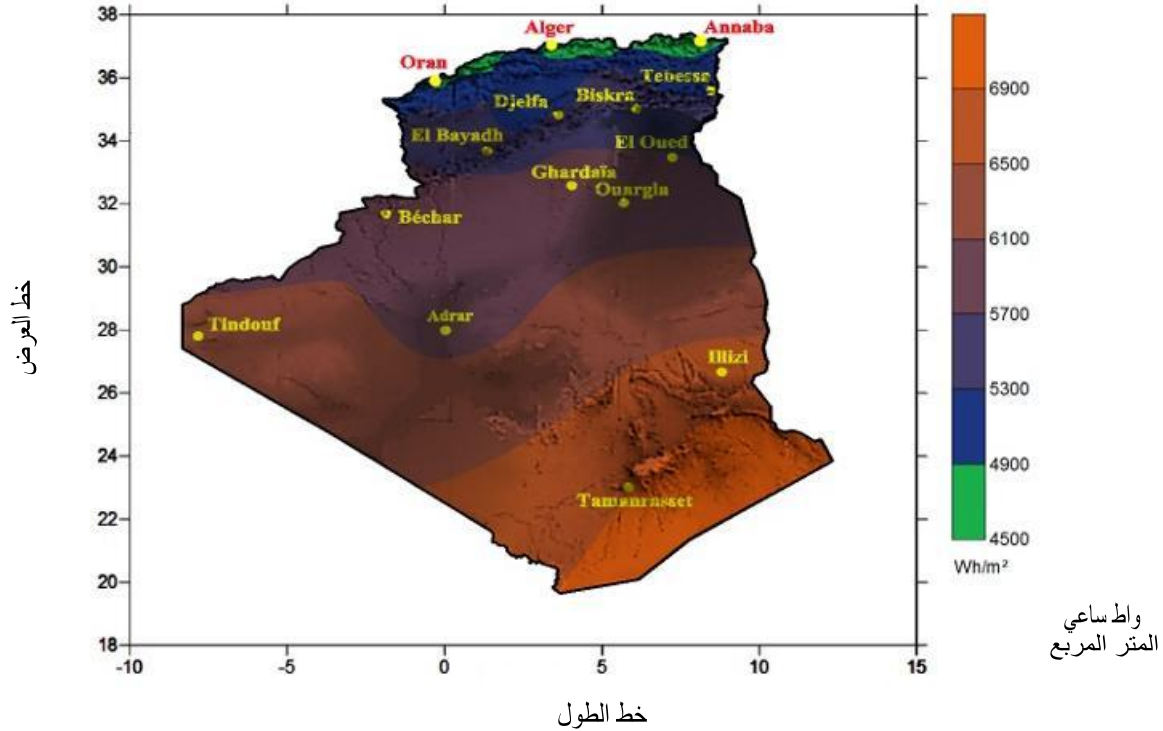 38
36
34
32
30
28
26
24
22
20
18
-10
-5
0
5
10
15
خط العرض
خط الطول
Alger
Annaba
Oran
Tebessa
Biskra
Djelfa
El Bayadh
El Oued
Ghardaïa
Ouargla
Béchar
Adrar
Tindouf
Illizi
Tamanrasset
6900
6500
6100
5700
5300
4900
4500
Wh/m²
واط ساعي
المتر المربع